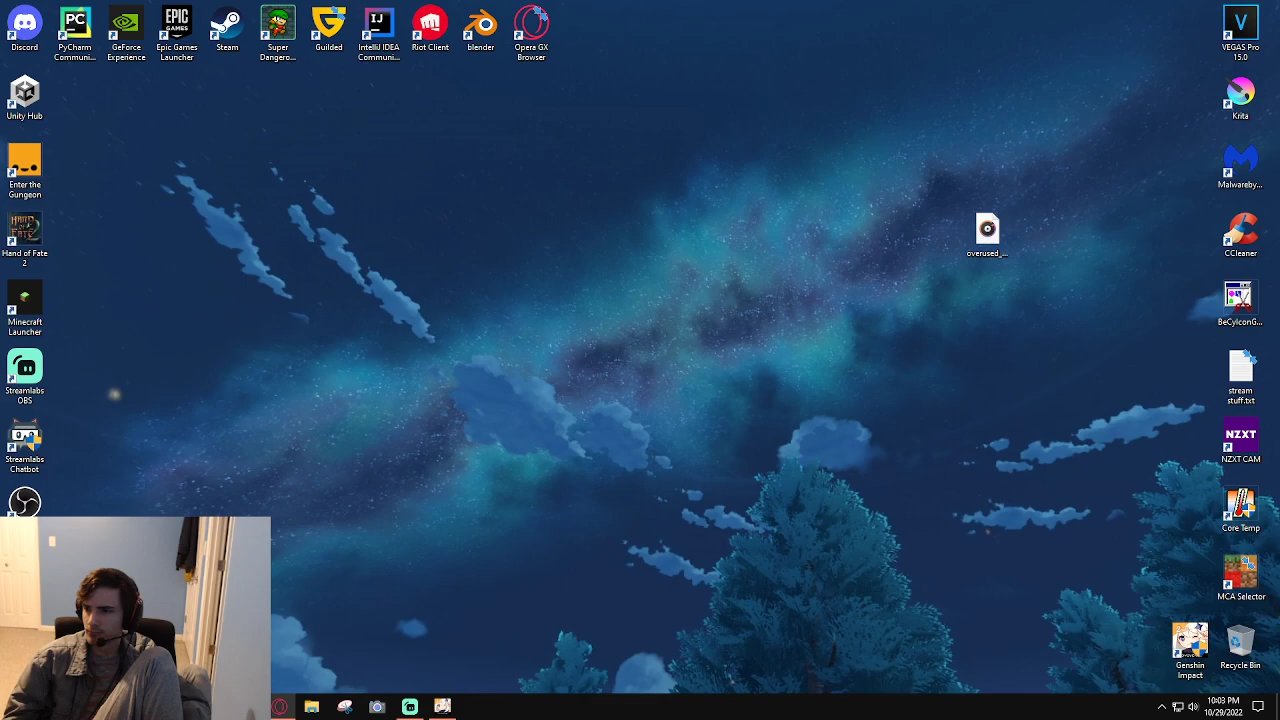 Discord
PyCharm
Communi...
GeForce
Experience
Epic Games
Launcher
Steam
Super
Dangero...
Guilded
IntelliJ IDEA
Communi...
Riot Client
blender
Opera GX
Browser
VEGAS Pro
15.0
Unity Hub
Krita
Enter the
Gungeon
Malwareby...
Hand of Fate
2
overused_...
CCleaner
Minecraft
Launcher
BeCyIconG...
Streamlabs
OBS
stream
stuff.txt
Streamlabs
Chatbot
NZXT
NZXT CAM
Core Temp
MCA Selector
Genshin
Impact
Recycle Bin
10:03 PM
10/29/2022